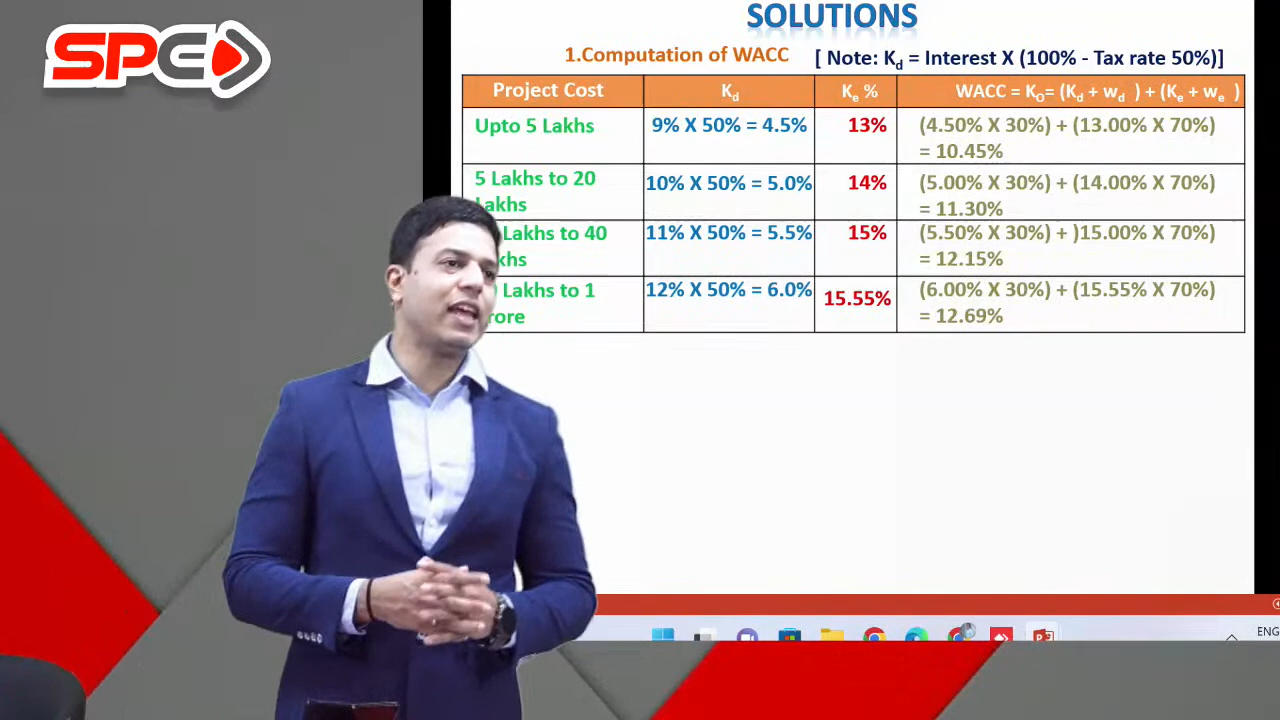 SPC
SOLUTIONS
1.Computation of WACC [ Note: Kd = Interest X (100% - Tax rate 50%)]
Project Cost Kd Ke % WACC = KO= (Kd + wd ) + (Ke + we )
Upto 5 Lakhs 9% X 50% = 4.5% 13% (4.50% X 30%) + (13.00% X 70%)
= 10.45%
5 Lakhs to 20 10% X 50% = 5.0% 14% (5.00% X 30%) + (14.00% X 70%)
Lakhs = 11.30%
Lakhs to 40 11% X 50% = 5.5% 15% (5.50% X 30%) + )15.00% X 70%)
= 12.15%
Lakhs to 1 12% X 50% = 6.0% 15.55% (6.00% X 30%) + (15.55% X 70%)
= 12.69%
ENG